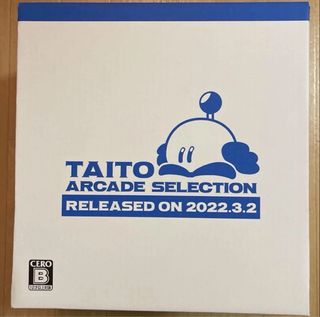 TAITO
ARCADE SELECTION
RELEASED ON 2022.3.2
CERO
B